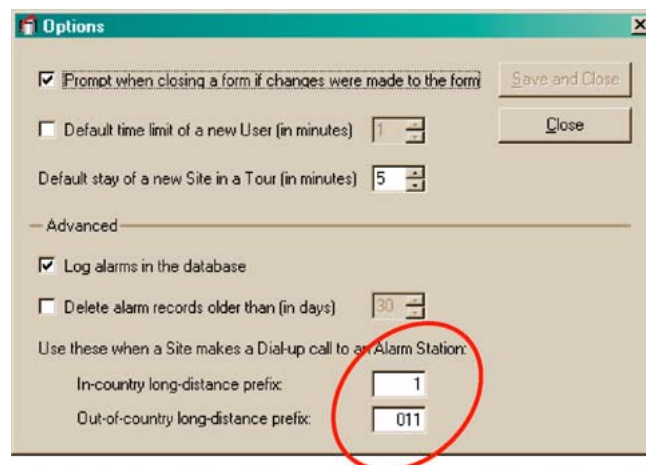 Options
Prompt when closing a form if changes were made to the form
Save and Close
Default time limit of a new User (in minutes) 1
Close
Default stay of a new Site in a Tour (in minutes) 5
Advanced
Log alarms in the database
Delete alarm records older than (in days) 30
Use these when a Site makes a Dial-up call to an Alarm Station:
In-country long-distance prefix: 1
Out-of-country long-distance prefix: 011